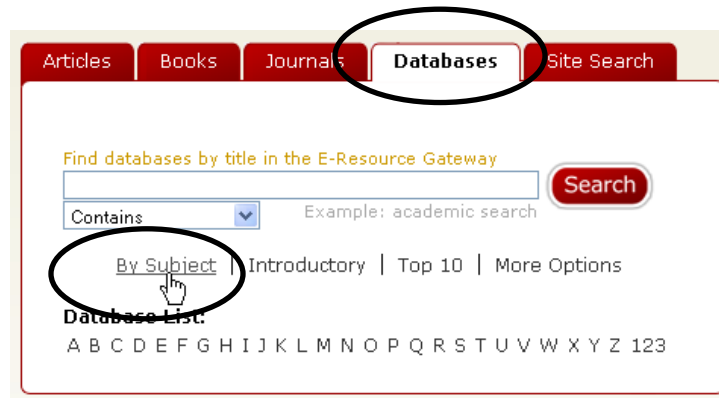 Articles Books Journals Databases Site Search
Find databases by title in the E-Resource Gateway
Search
Contains Example: academic search
By Subject | Introductory | Top 10 | More Options
Database List:
A B C D E F G H I J K L M N O P Q R S T U V W X Y Z 123